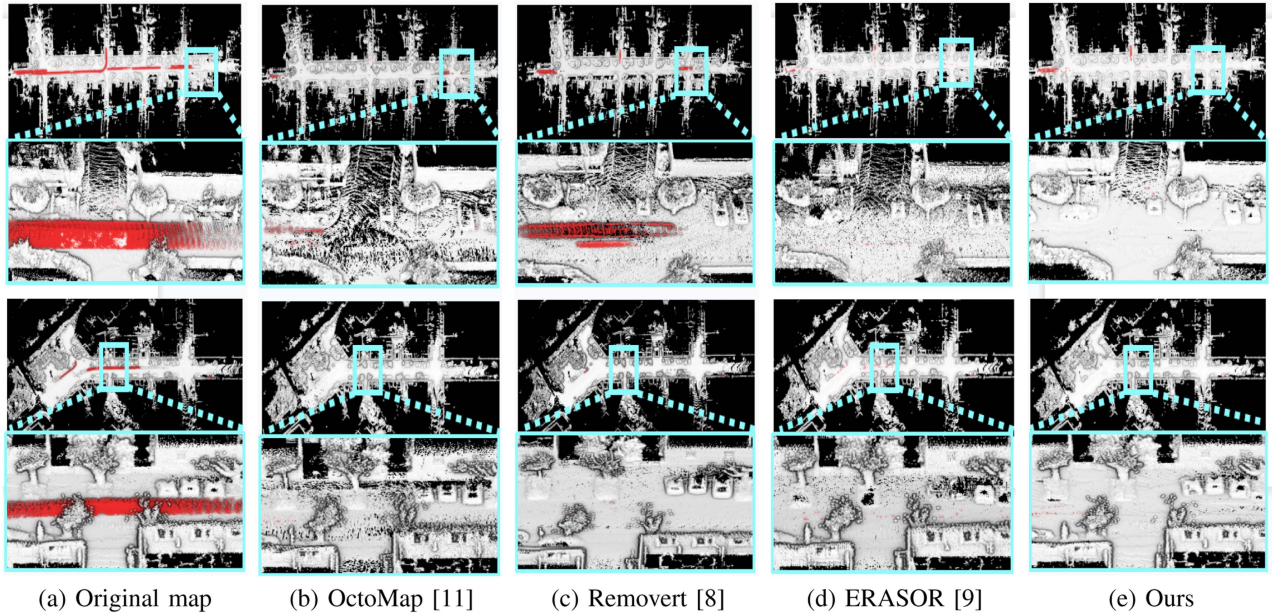 (a) Original map
(b) OctoMap [11]
(c) Removert [8]
(d) ERASOR [9]
(e) Ours